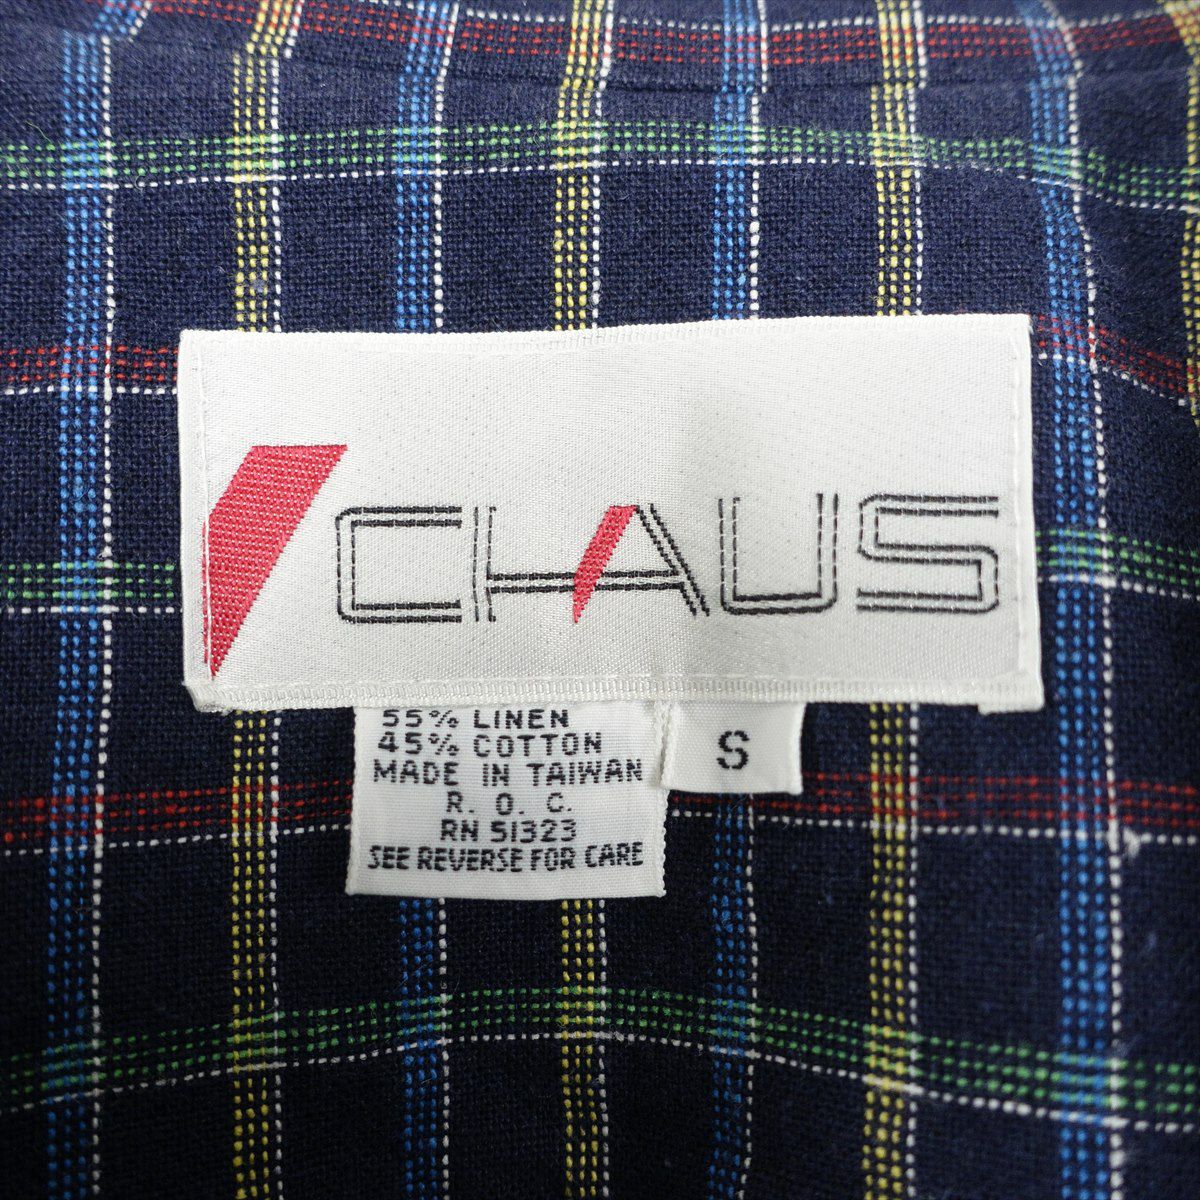 CHAUS
55% LINEN
45% COTTON
MADE IN TAIWAN
R. O. C.
RN 51323
SEE REVERSE FOR CARE
S